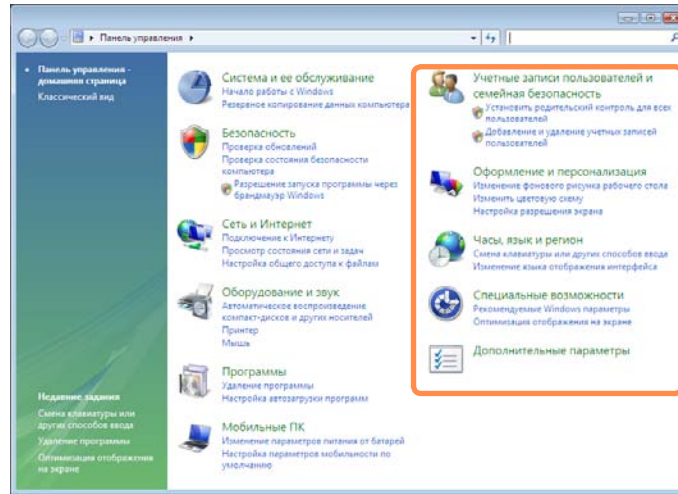 Панель управления
Панель управления -
домашняя страница
Классический вид
Система и ее обслуживание
Начало работы с Windows
Резервное копирование данных компьютера
Безопасность
Проверка обновлений
Проверка состояния безопасности
компьютера
Разрешение запуска программы через
брандмауэр Windows
Сеть и Интернет
Подключение к Интернету
Просмотр состояния сети и задач
Настройка общего доступа к файлам
Оборудование и звук
Автоматическое воспроизведение
компакт-дисков и других носителей
Принтер
Мышь
Программы
Удаление программы
Настройка автозагрузки программ
Мобильные ПК
Изменение параметров питания от батарей
Настройка параметров мобильности по
умолчанию
Учетные записи пользователей и
семейная безопасность
Установить родительский контроль для всех
пользователей
Добавление и удаление учетных записей
пользователей
Оформление и персонализация
Изменение фонового рисунка рабочего стола
Изменить цветовую схему
Настройка разрешения экрана
Часы, язык и регион
Смена клавиатуры или других способов ввода
Изменение языка отображения интерфейса
Специальные возможности
Рекомендуемые Windows параметры
Оптимизация отображения на экране
Дополнительные параметры
Недавние задания
Смена клавиатуры или
других способов ввода
Удаление программы
Оптимизация отображения
на экране